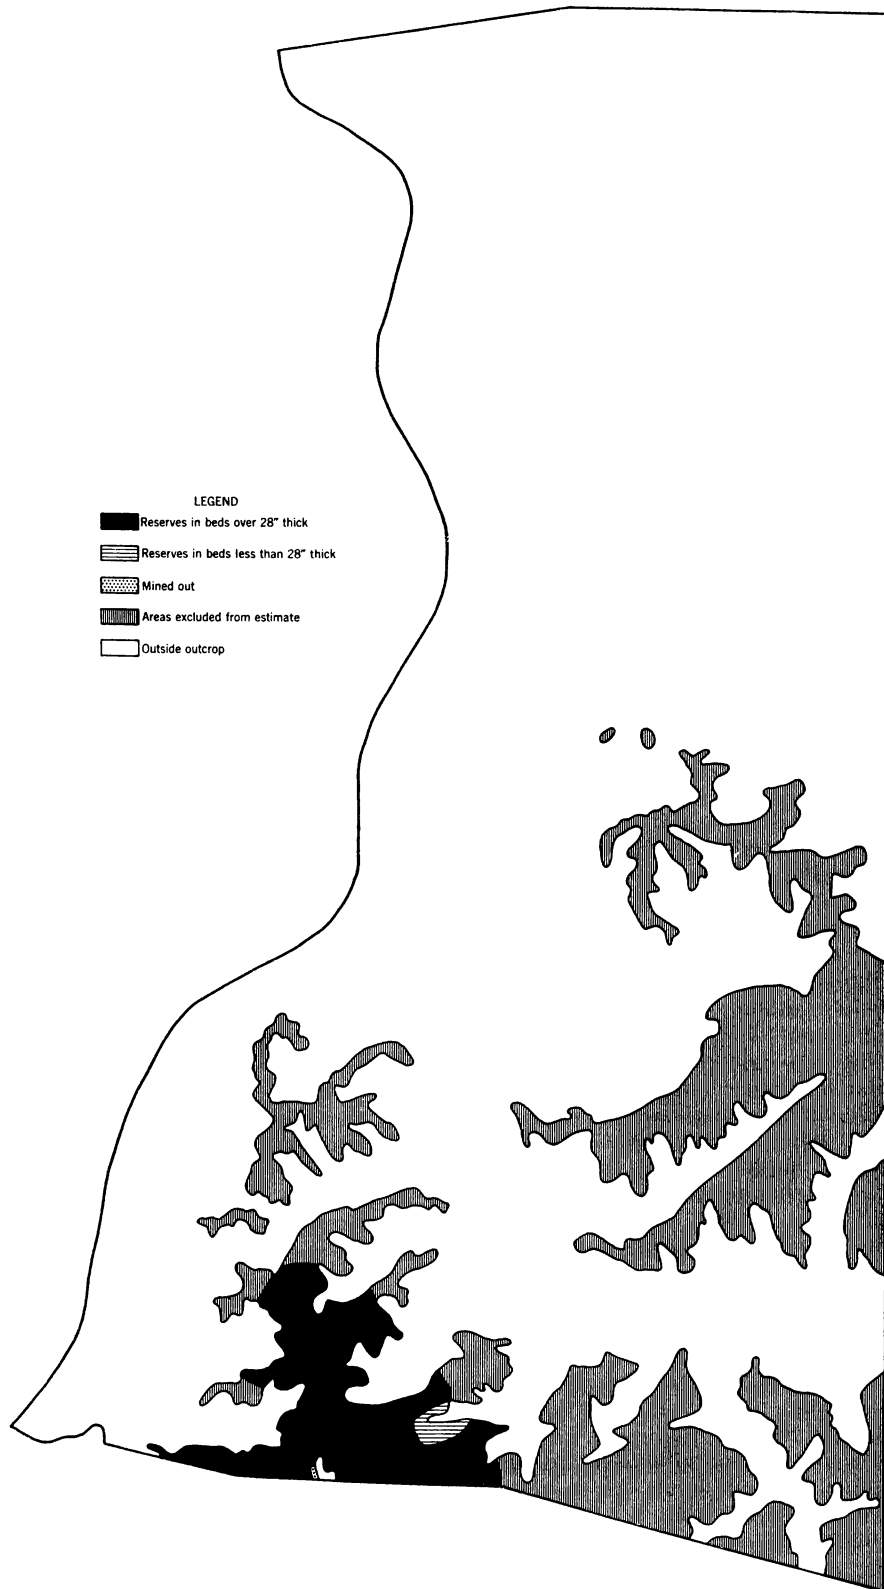 LEGEND
Reserves in beds over 28" thick
Reserves in beds less than 28" thick
Mined out
Areas excluded from estimate
Outside outcrop